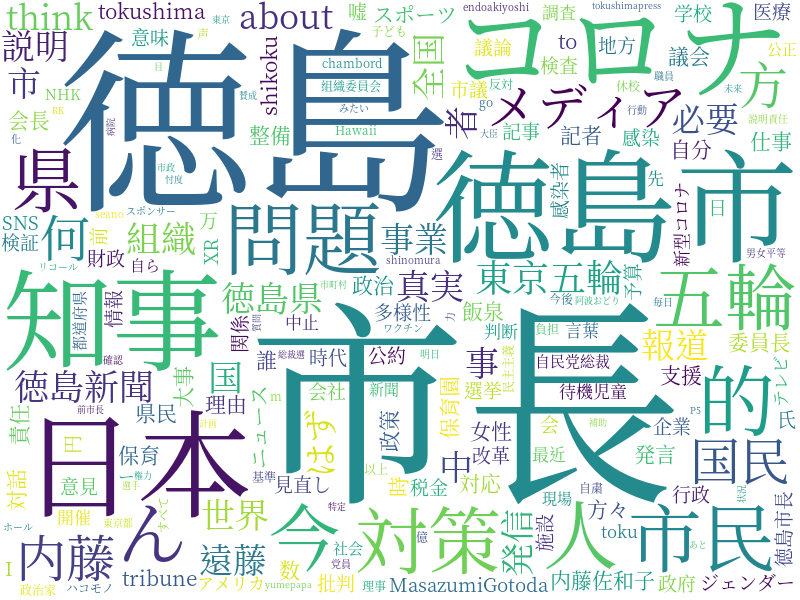 think
tokushima
about
スポーツ
endoakiyoshi
調査
tokushimapress
学校
医療
東京
嘘
声
子ども
説明
意味
徳島
コロナ
議論
to
地方
議会
公正
日
chambord
市
NHK
shikoku
全国
組織委員会
市議
検査
反対
休校
職員
未来
方
会長
賛成
みたい
メディア
go
行動
説明責任
必要
県
RK
病院
整備
Hawaii
者
大臣
記事
記者
感染
仕事
化
選
自分
市政
忖度
SNS
seano
スポンサー
万
問題
徳島市
感染者
先
新型コロナ
日
検証
何
前
組織
XR
事業
男女平等
リコール
財政
自ら
shinomura
東京五輪
予算
知事
都道府県
情報
徳島県
市町村
政治
真実
今後
阿波おどり
毎日
五輪
関係
質問
中止
多様性
飯泉
ワクチン
力
判断
負担
言葉
報道
委員長
市長
確認
総裁選
誰
時代
公約
明日
事
民主主義
自民党総裁
テレビ
徳島新聞
大事
国
会社
新聞
選挙
待機児童
支援
的
氏
前市長
ニュース
m
保育園
補助
P5
責任
日本
県民
理由
円
計画
はず
政策
女性
会
企業
保育
一
権力
基準
以上
中
改革
最近
発言
国民
対話
意見
選手
見直し
特定
時
税金
対応
現場
自粛
状況
行政
開催
東京都
すべて
ん
世界
今
対策
発信
施設
方々
人
toku
あと
市民
徳島市長
ホール
I
内藤
遠藤
社会
億
政治家
ハコモノ
tribune
アメリカ
数
yumepapa
党員
批判
理事
MasazumiGotoda
内藤佐和子
政府
ジェンダー